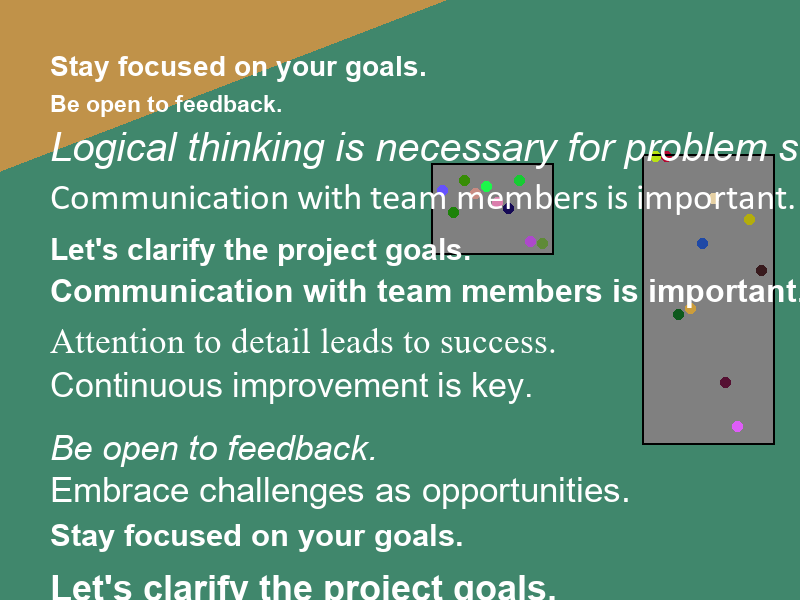 Stay focused on your goals.
Be open to feedback.
Logical thinking is necessary for problem
Communication with team members is important.
Let's clarify the project goals.
Communication with team members is important.
Attention to detail leads to success.
Continuous improvement is key.
Be open to feedback.
Embrace challenges as opportunities.
Stay focused on your goals.
Let's clarify the project goals.